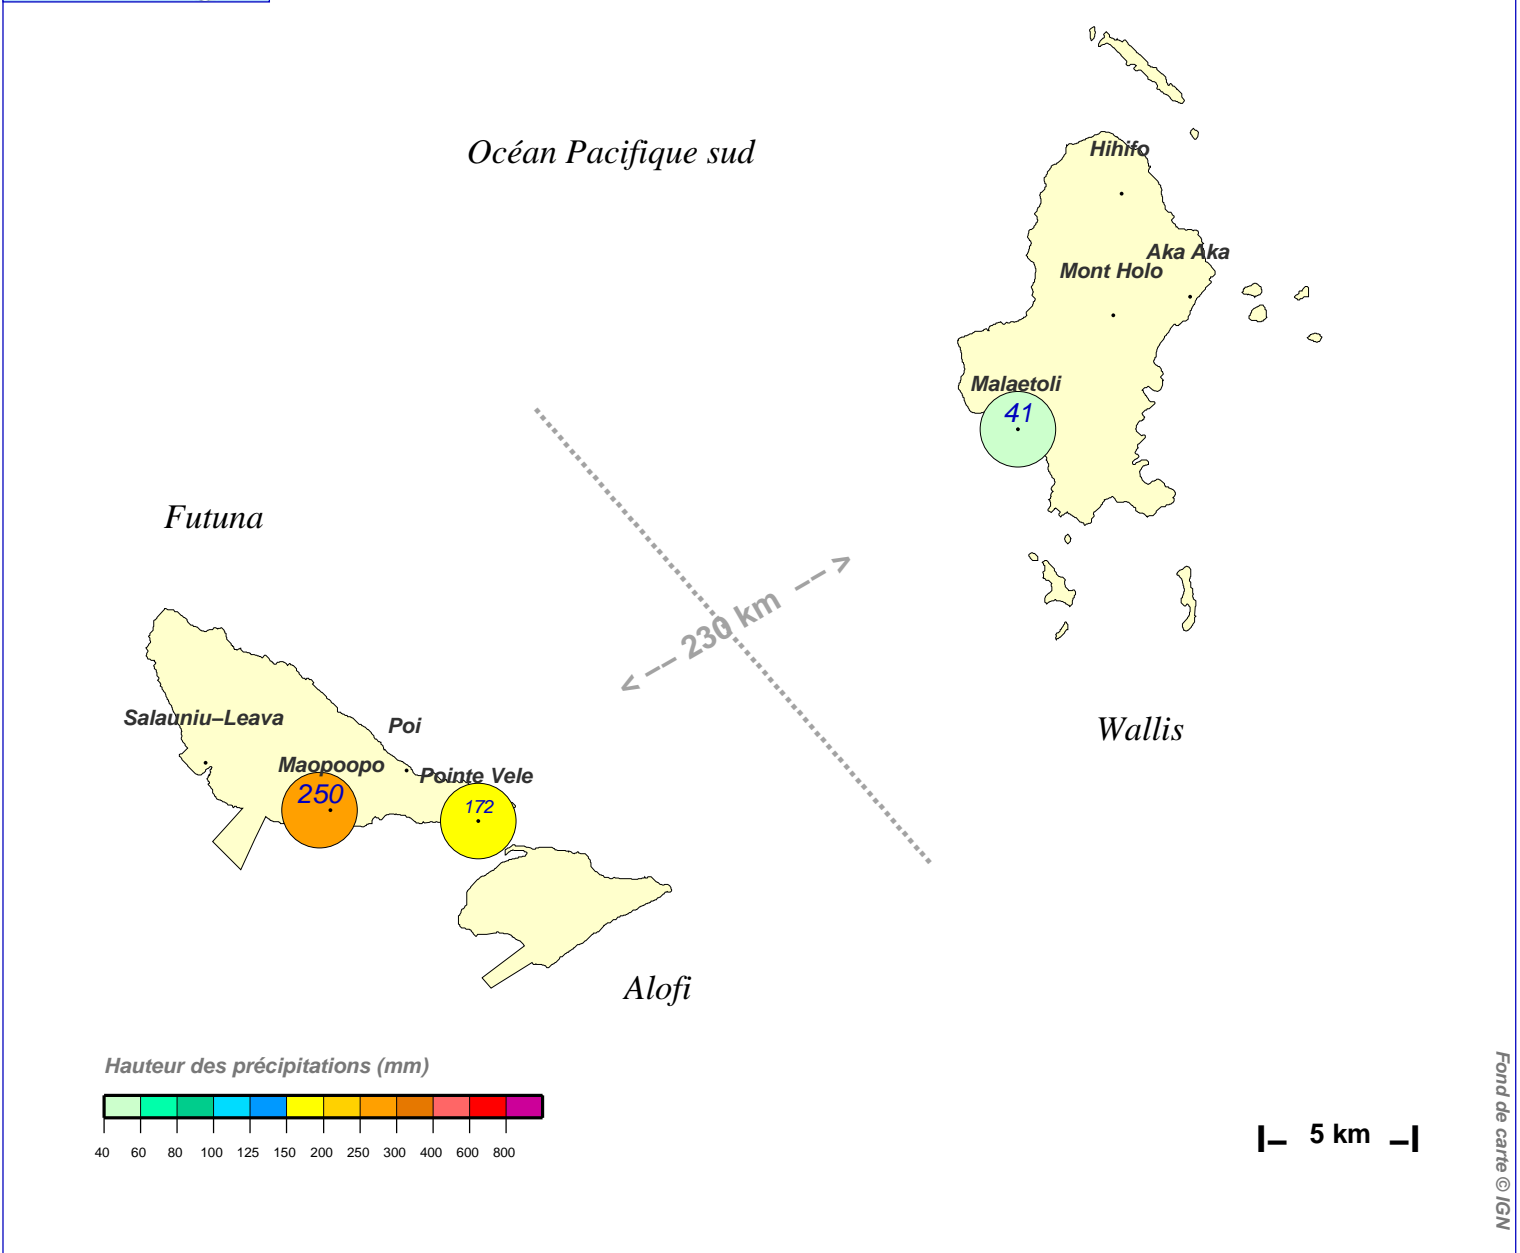 Océan Pacifique sud
Hihifo
Aka Aka
Mont Holo
Malaetoli
41
Futuna
230 km
Wallis
Salauniu–Leava
Poi
Maopoopo
Pointe Vele
250
172
Alofi
Hauteur des précipitations (mm)
40 60 80 100 125 150 200 250 300 400 600 800
5 km
Fond de carte © IGN